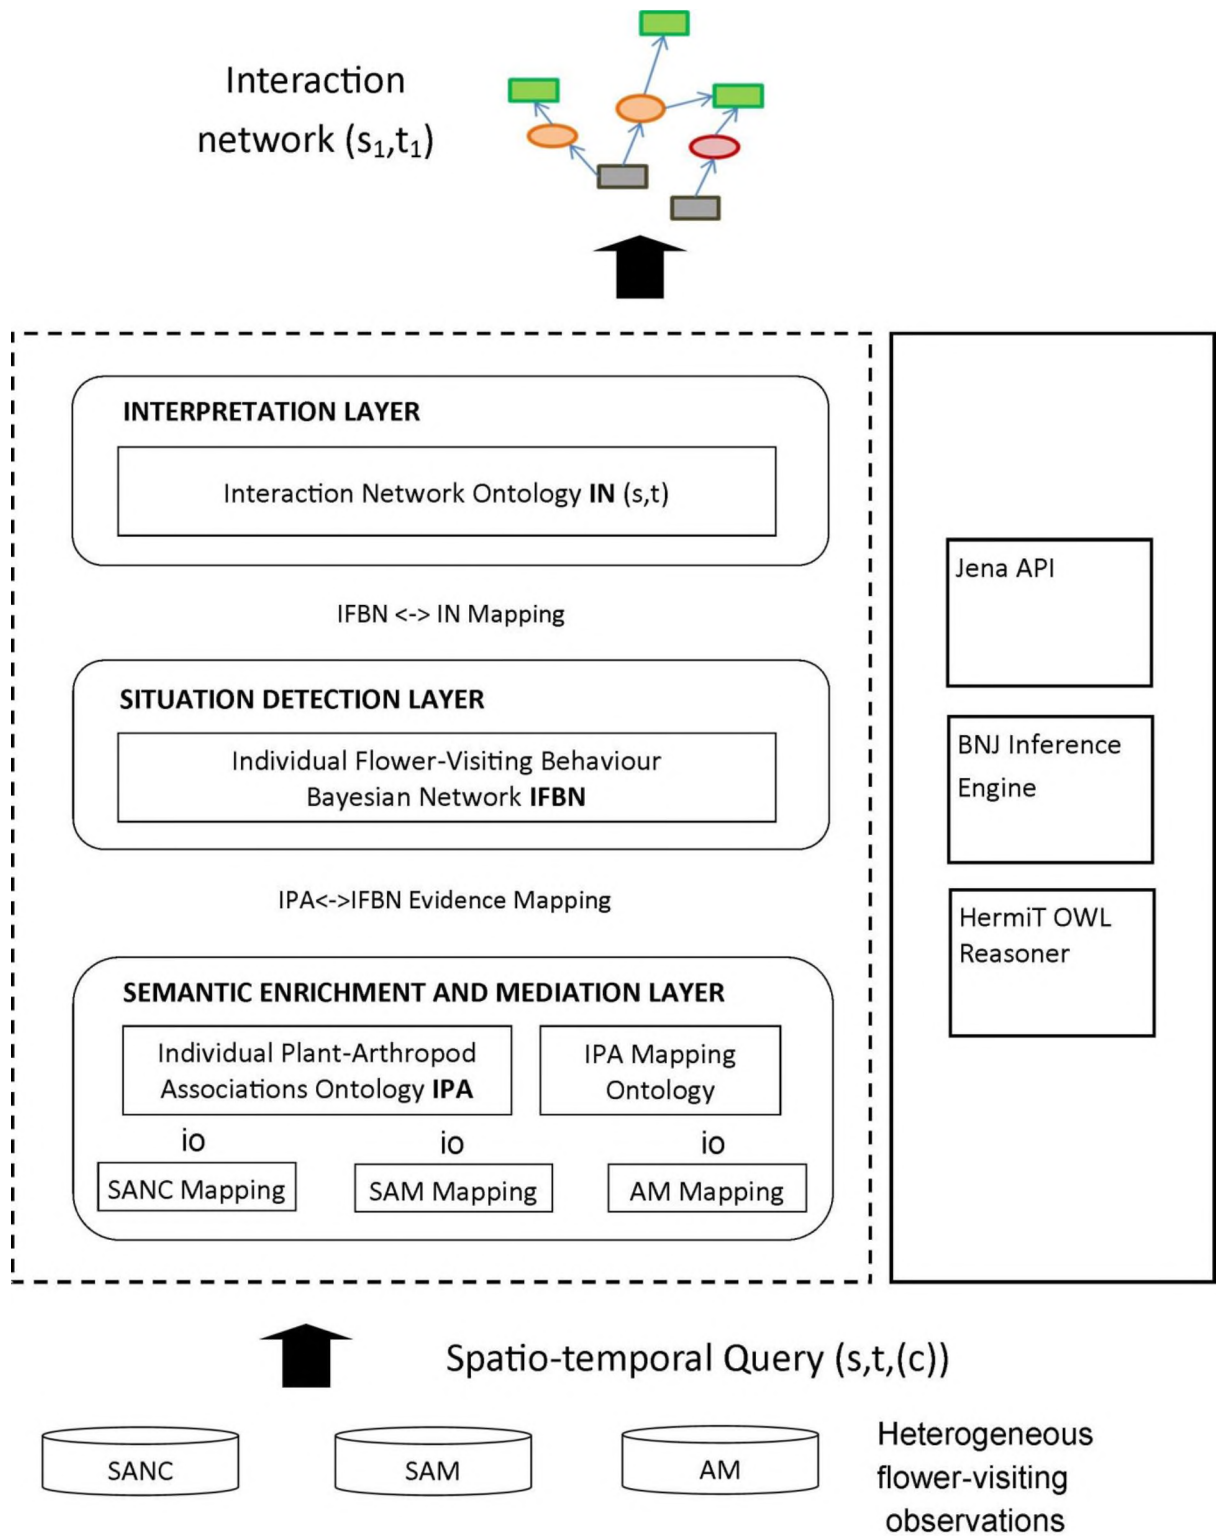 Interaction
network (s₁,t₁)
INTERPRETATION LAYER
Interaction Network Ontology IN (s,t)
IFBN <-> IN Mapping
SITUATION DETECTION LAYER
Individual Flower-Visiting Behaviour
Bayesian Network IFBN
IPA<->IFBN Evidence Mapping
SEMANTIC ENRICHMENT AND MEDIATION LAYER
Individual Plant-Arthropod
Associations Ontology IPA
IPA Mapping
Ontology
io
io
io
SANC Mapping
SAM Mapping
AM Mapping
Jena API
BNJ Inference
Engine
HermiT OWL
Reasoner
Spatio-temporal Query (s,t,(c))
SANC
SAM
AM
Heterogeneous
flower-visiting
observations